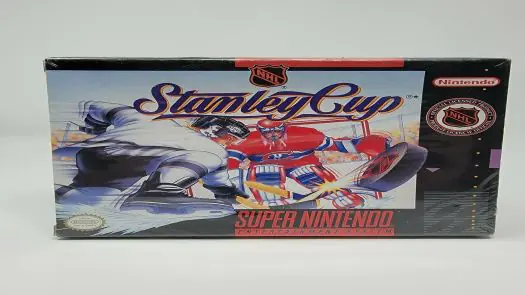 NHL
Stanley Cup
Nintendo
NHL
SUPER NINTENDO
ENTERTAINMENT SYSTEM